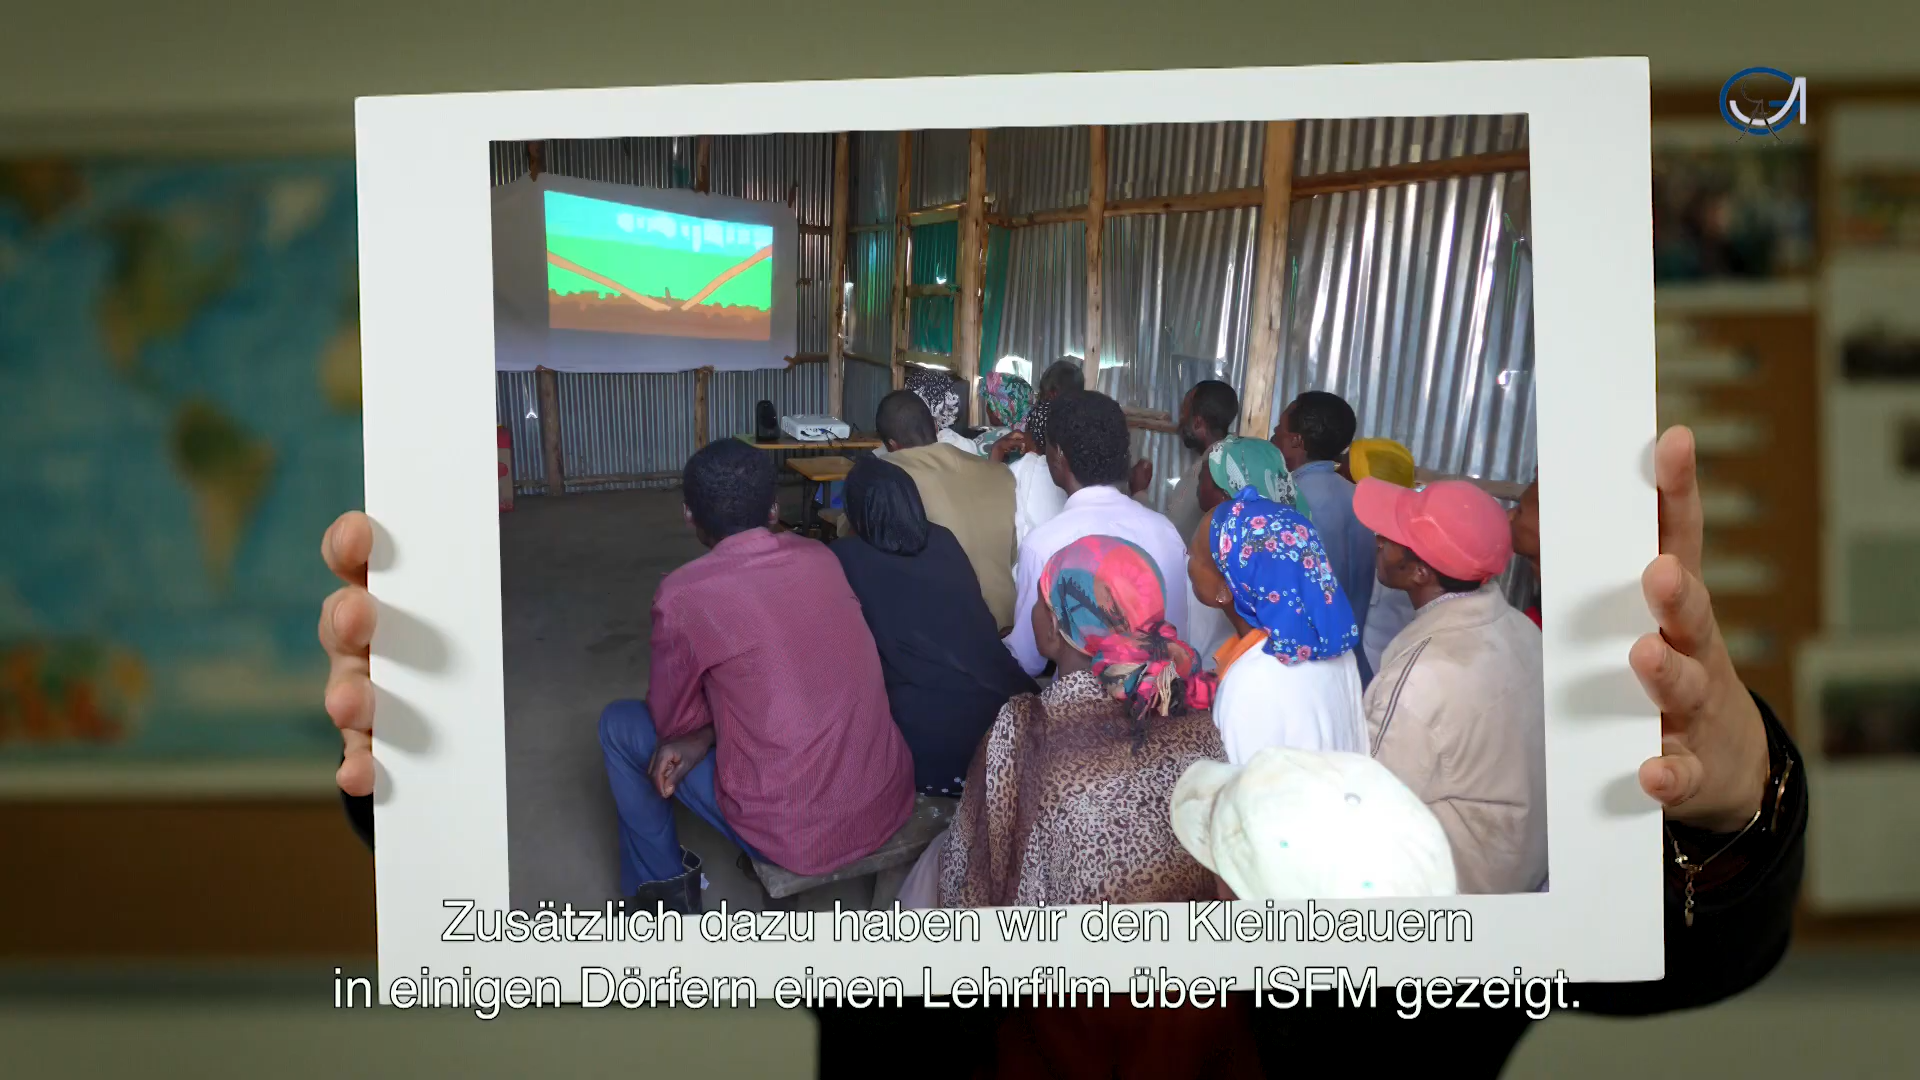 Zusätzlich dazu haben wir den Kleinbauern
in einigen Dörfern einen Lehrfilm über ISFM gezeigt.